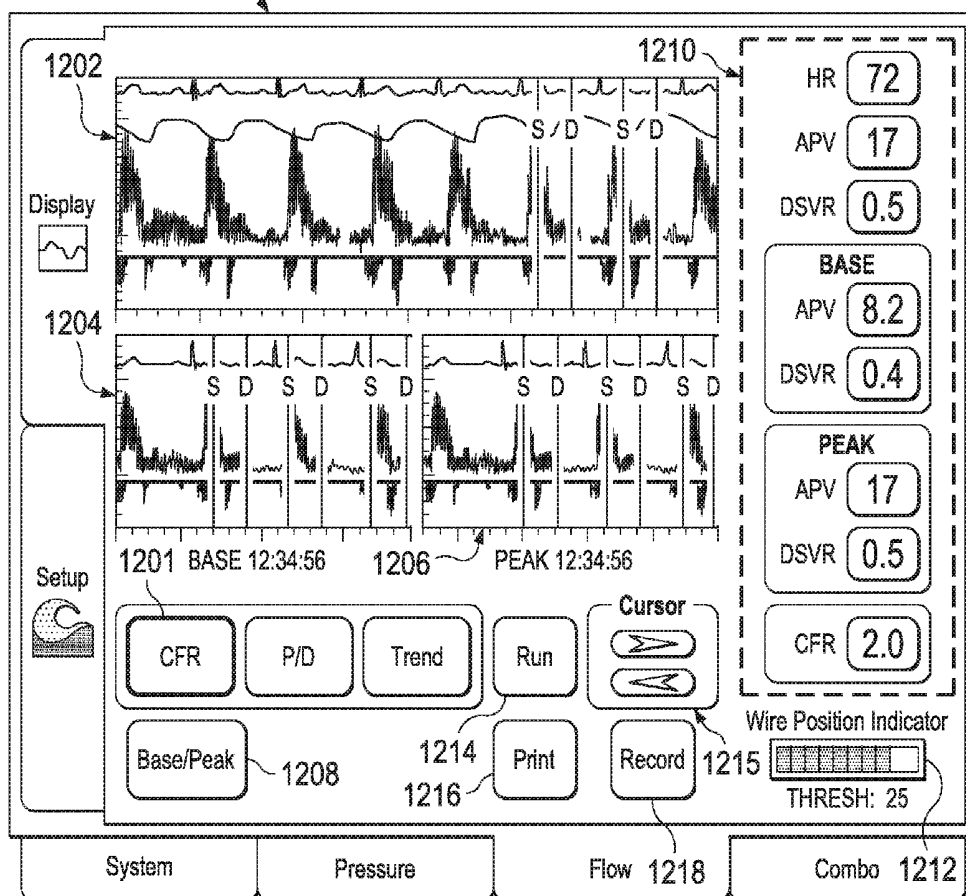 1210
1202
HR 72
S / D S / D
APV 17
Display
DSVR 0.5
BASE
APV 8.2
1204
S D S D S D S D S D S D
DSVR 0.4
PEAK
APV 17
1201 BASE 12:34:56 1206 PEAK 12:34:56
DSVR 0.5
Setup
Cursor
CFR P/D Trend Run
CFR 2.0
Wire Position Indicator
Base/Peak 1208 1214 1216 Print Record 1215
THRESH: 25
System Pressure Flow 1218 Combo 1212